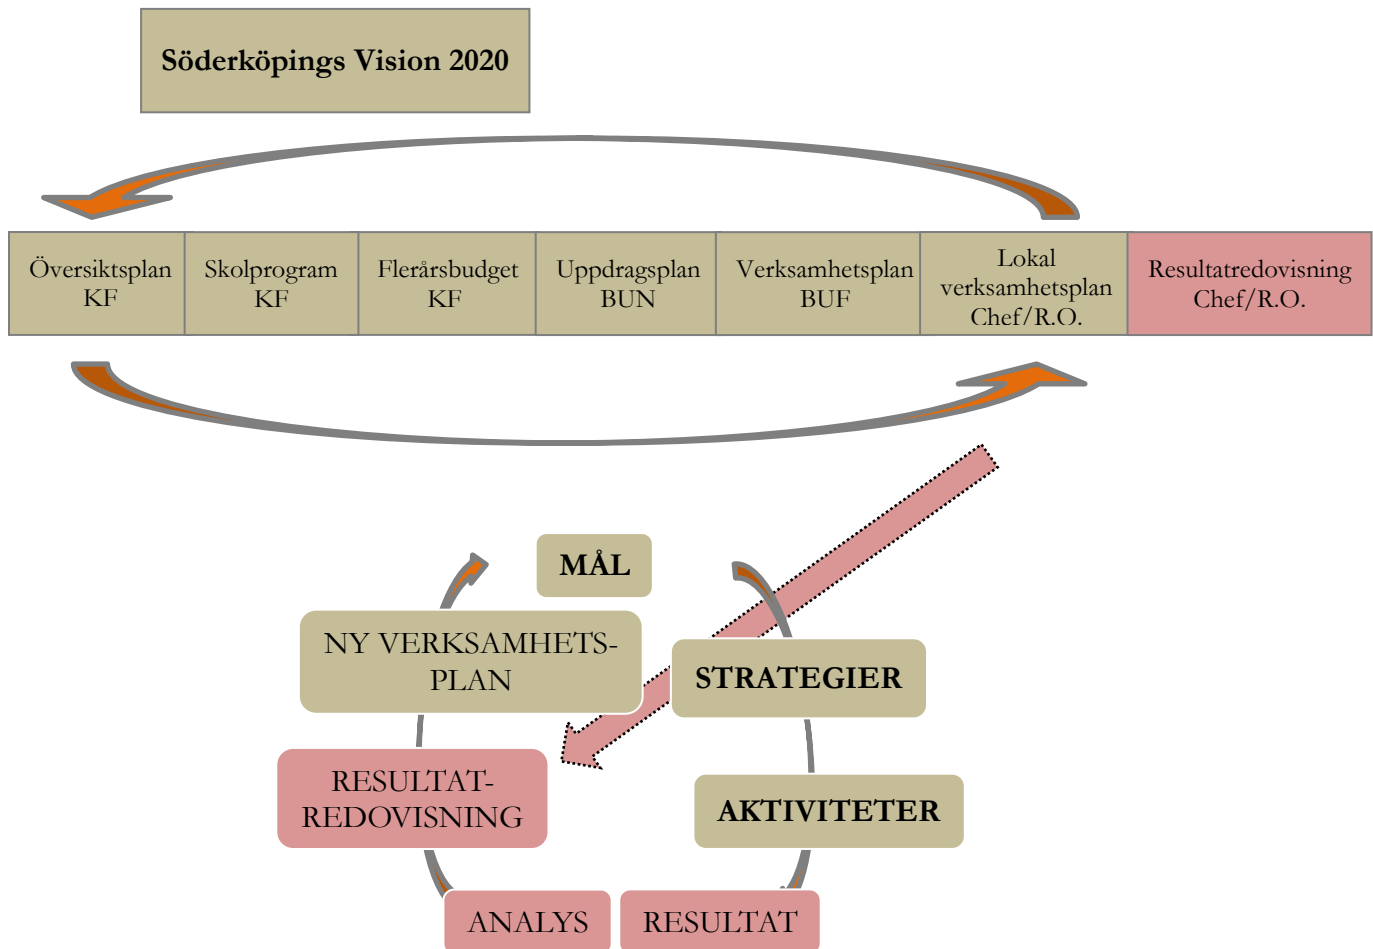 Söderköpings Vision 2020
Översiktsplan
KF
Skolprogram
KF
Flerårsbudget
KF
Uppdragsplan
BUN
Verksamhetsplan
BUF
Lokal
verksamhetsplan
Chef/R.O.
Resultatredovisning
Chef/R.O.
MÅL
STRATEGIER
AKTIVITETER
RESULTAT
ANALYS
RESULTAT-
REDOVISNING
NY VERKSAMHETS-
PLAN